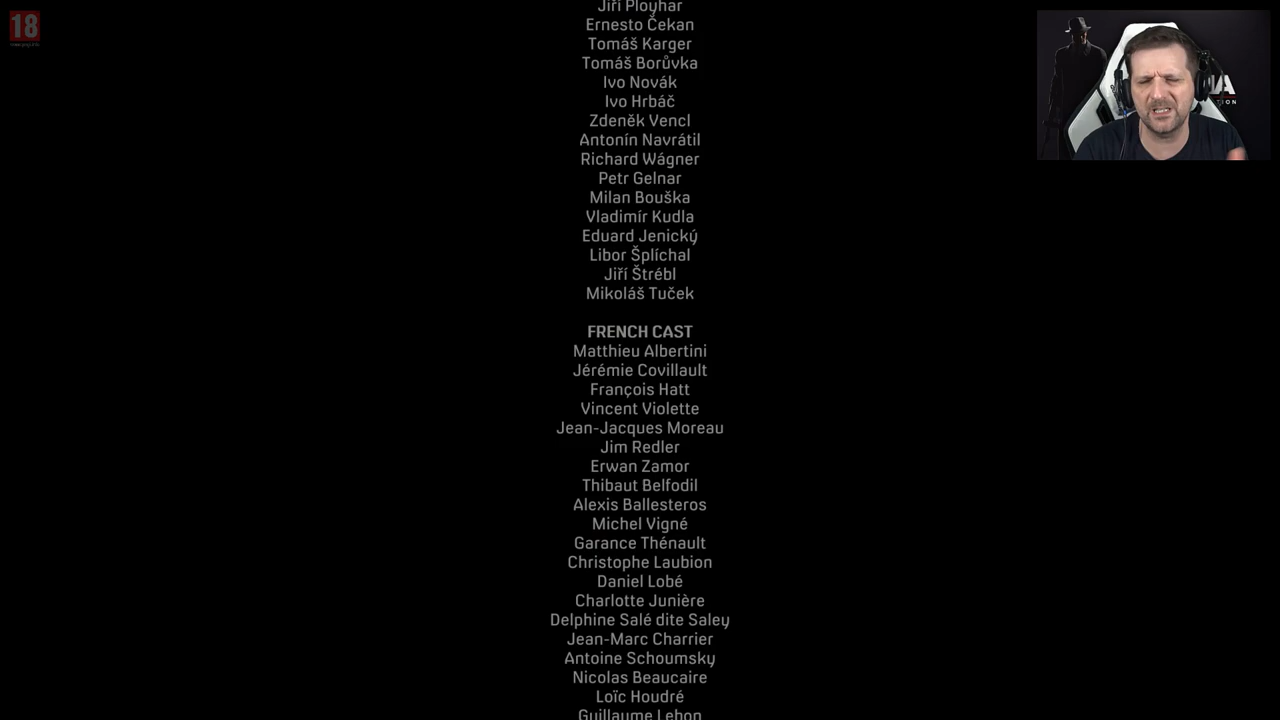 18
Jiří Ployhar
Ernesto Čekan
Tomáš Karger
Tomáš Borůvka
Ivo Novák
Ivo Hrbáč
Zdeněk Vencl
Antonín Navrátil
Richard Wágner
Petr Gelnar
Milan Bouška
Vladimír Kudla
Eduard Jenický
Libor Šplíchal
Jiří Štrébl
Mikoláš Tuček
FRENCH CAST
Matthieu Albertini
Jérémie Covillault
François Hatt
Vincent Violette
Jean-Jacques Moreau
Jim Redler
Erwan Zamor
Thibaut Belfodil
Alexis Ballesteros
Michel Vigné
Garance Thénault
Christophe Laubion
Daniel Lobé
Charlotte Junière
Delphine Salé dite Saley
Jean-Marc Charrier
Antoine Schoumsky
Nicolas Beaucaire
Loïc Houdré
Guillaume Lebon